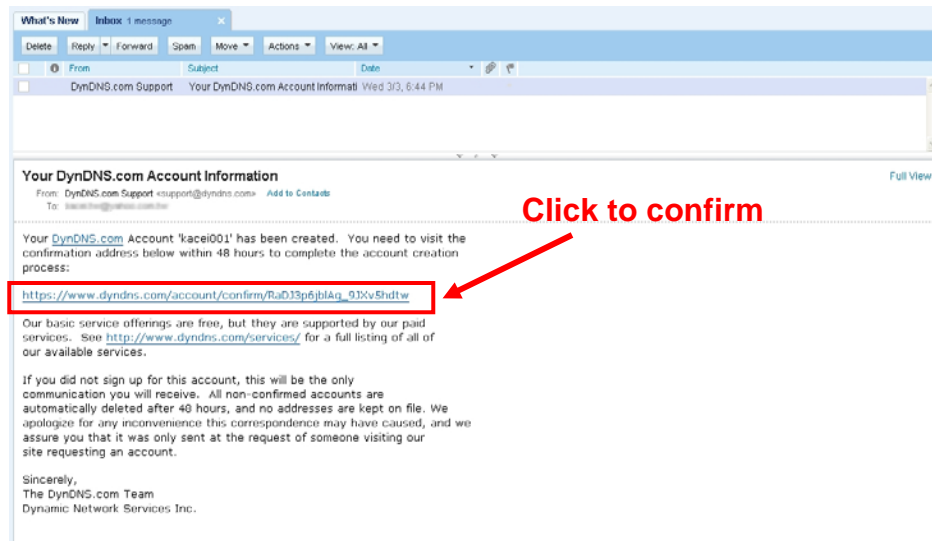 What's New Inbox 1 message ×
Delete Reply Forward Spam Move Actions View: All
From Subject Date
DynDNS.com Support Your DynDNS.com Account Informati Wed 3/3, 6:44 PM
Your DynDNS.com Account Information
Full View
From: DynDNS.com Support <support@dyndns.com> Add to Contacts
To:
Click to confirm
Your DynDNS.com Account 'kacei001' has been created. You need to visit the
confirmation address below within 48 hours to complete the account creation
process:
https://www.dyndns.com/account/confirm/RaDJ3p6jblAq_9JXv5hdtw
Our basic service offerings are free, but they are supported by our paid
services. See http://www.dyndns.com/services/ for a full listing of all of
our available services.
If you did not sign up for this account, this will be the only
communication you will receive. All non-confirmed accounts are
automatically deleted after 48 hours, and no addresses are kept on file. We
apologize for any inconvenience this correspondence may have caused, and we
assure you that it was only sent at the request of someone visiting our
site requesting an account.
Sincerely,
The DynDNS.com Team
Dynamic Network Services Inc.